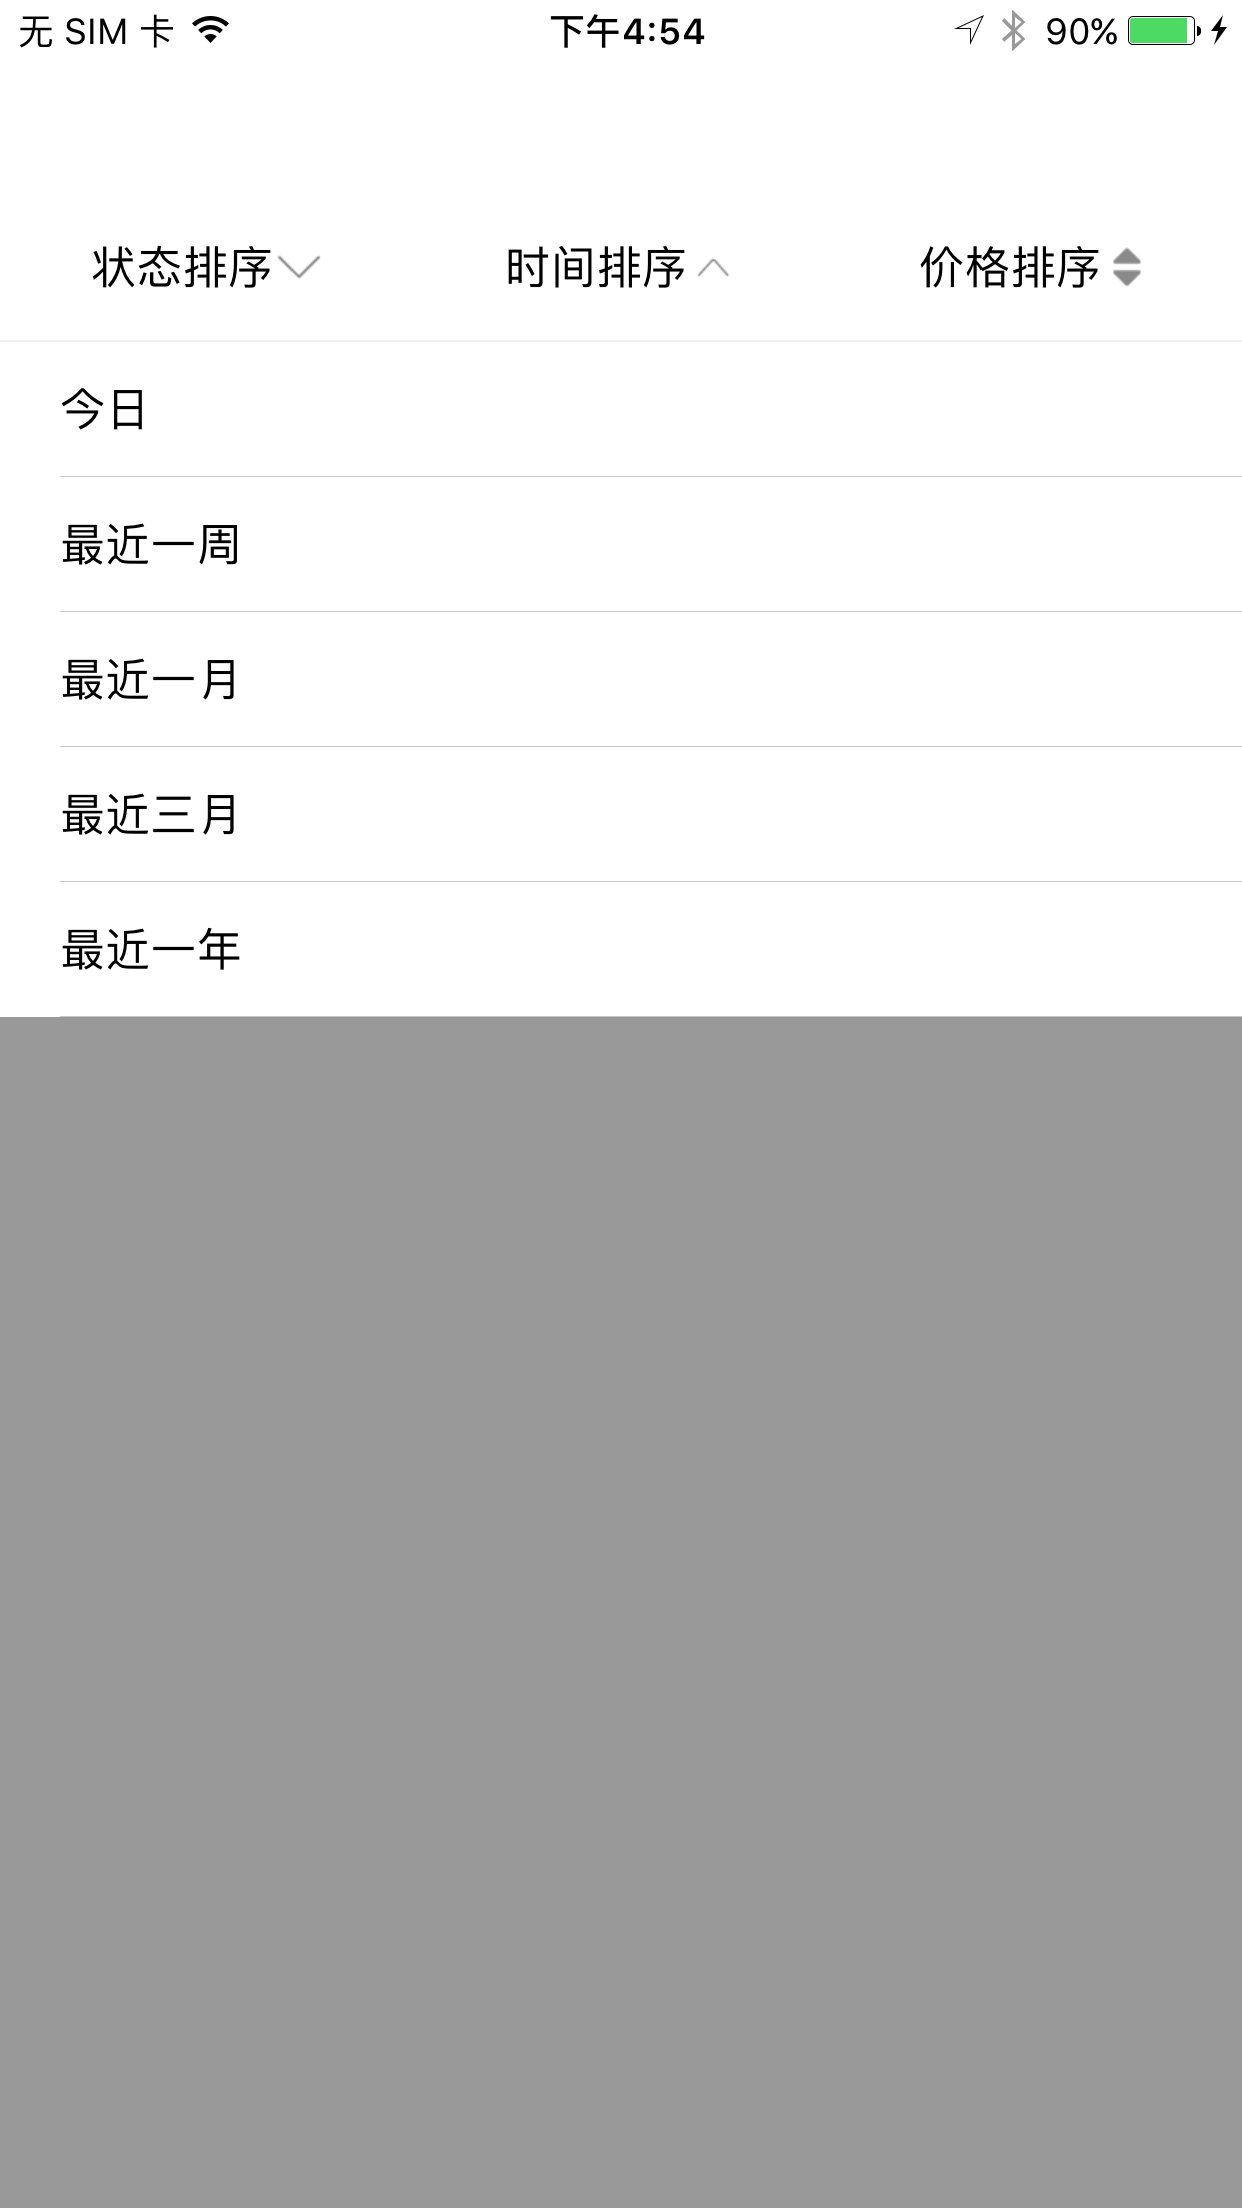 无 SIM 卡 下午4:54 90%
状态排序 时间排序 价格排序
今日
最近一周
最近一月
最近三月
最近一年